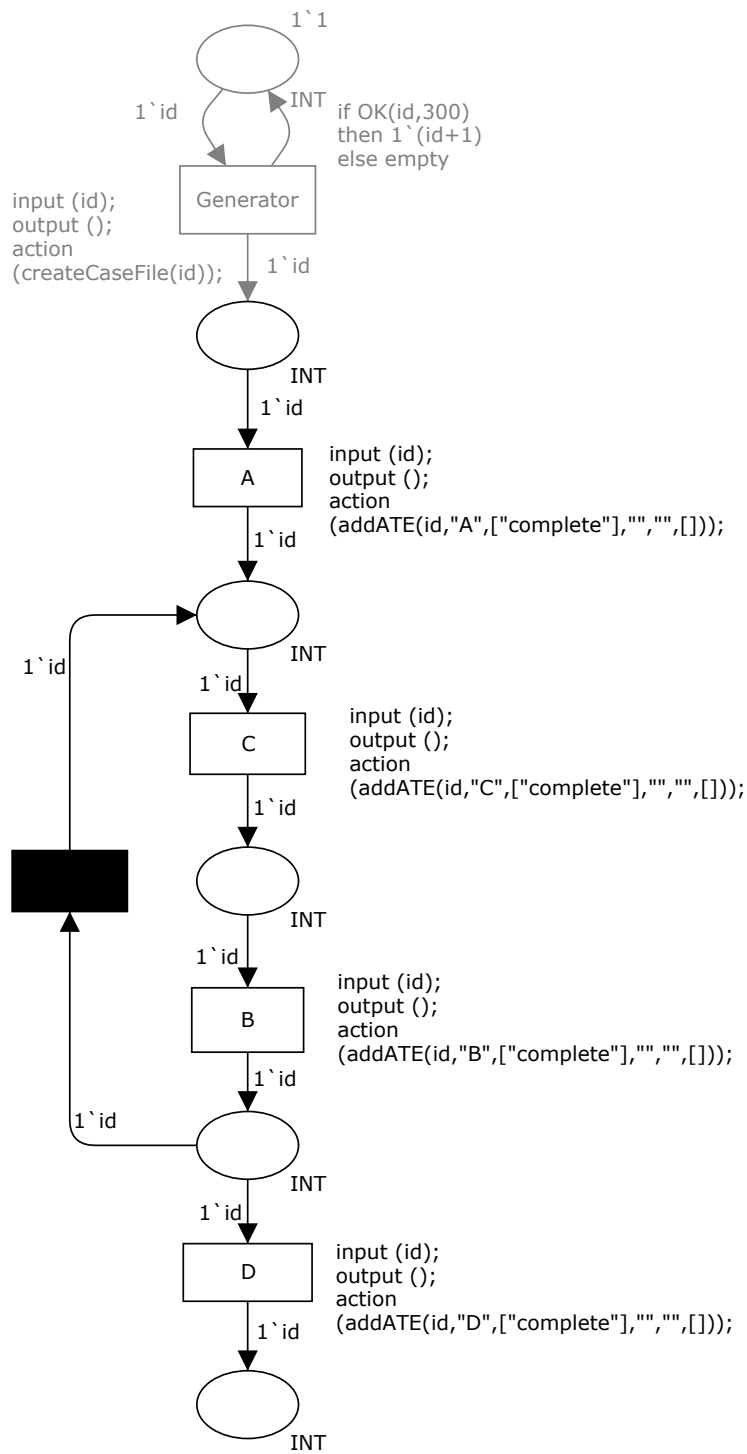 1`1
INT
1`id
if OK(id,300)
then 1`(id+1)
else empty
Generator
input (id);
output ();
action
(createCaseFile(id));
1`id
INT
1`id
A
input (id);
output ();
action
(addATE(id,"A",["complete"],"","",[]));
1`id
INT
1`id
1`id
C
input (id);
output ();
action
(addATE(id,"C",["complete"],"","",[]));
1`id
INT
1`id
B
input (id);
output ();
action
(addATE(id,"B",["complete"],"","",[]));
1`id
1`id
INT
1`id
D
input (id);
output ();
action
(addATE(id,"D",["complete"],"","",[]));
1`id
INT